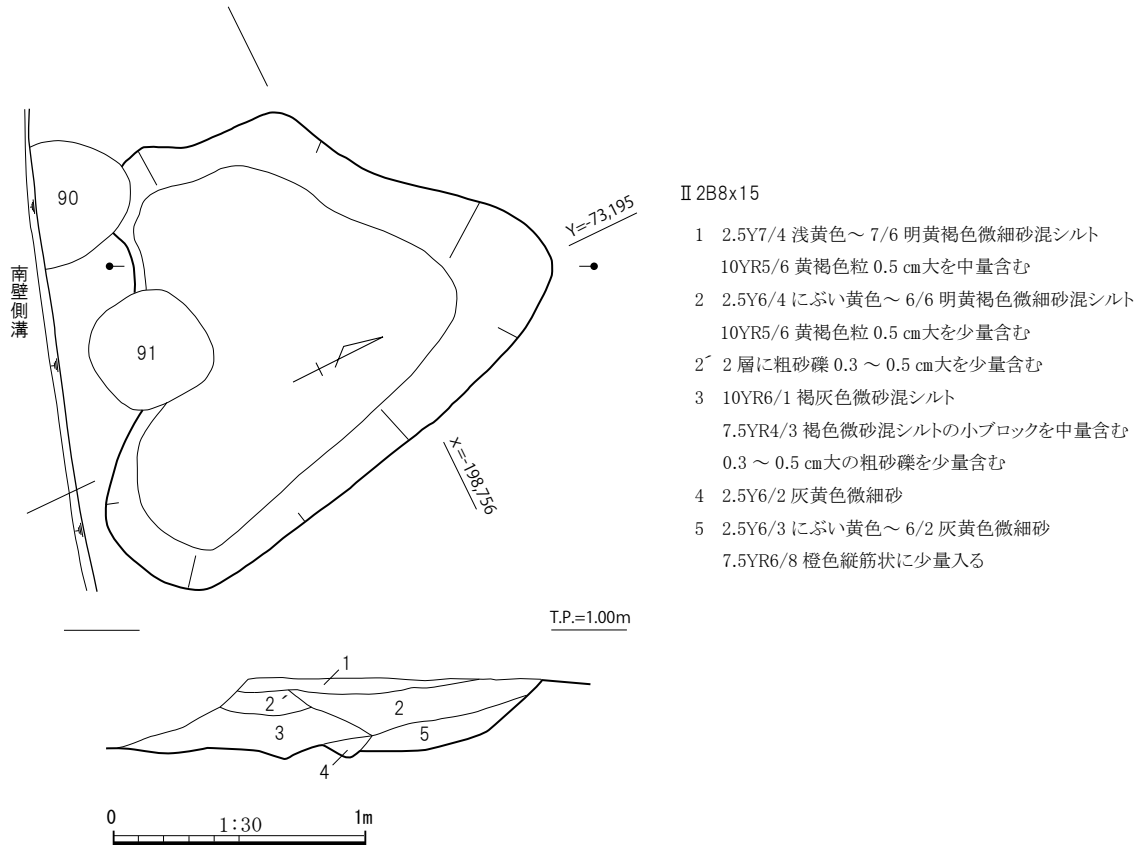 90
91
南壁側溝
Y=-73,195
X=-198,756
Ⅱ 2B8x15
1 2.5Y7/4 浅黄色～ 7/6 明黄褐色微細砂混シルト
10YR5/6 黄褐色粒 0.5 ㎝大を中量含む
2 2.5Y6/4 にぶい黄色～ 6/6 明黄褐色微細砂混シルト
10YR5/6 黄褐色粒 0.5 ㎝大を少量含む
2´ 2 層に粗砂礫 0.3 ～ 0.5 ㎝大を少量含む
3 10YR6/1 褐灰色微砂混シルト
7.5YR4/3 褐色微砂混シルトの小ブロックを中量含む
0.3 ～ 0.5 ㎝大の粗砂礫を少量含む
4 2.5Y6/2 灰黄色微細砂
5 2.5Y6/3 にぶい黄色～ 6/2 灰黄色微細砂
7.5YR6/8 橙色縦筋状に少量入る
T.P.=1.00m
1
2´
2
3
5
4
0 1:30 1m